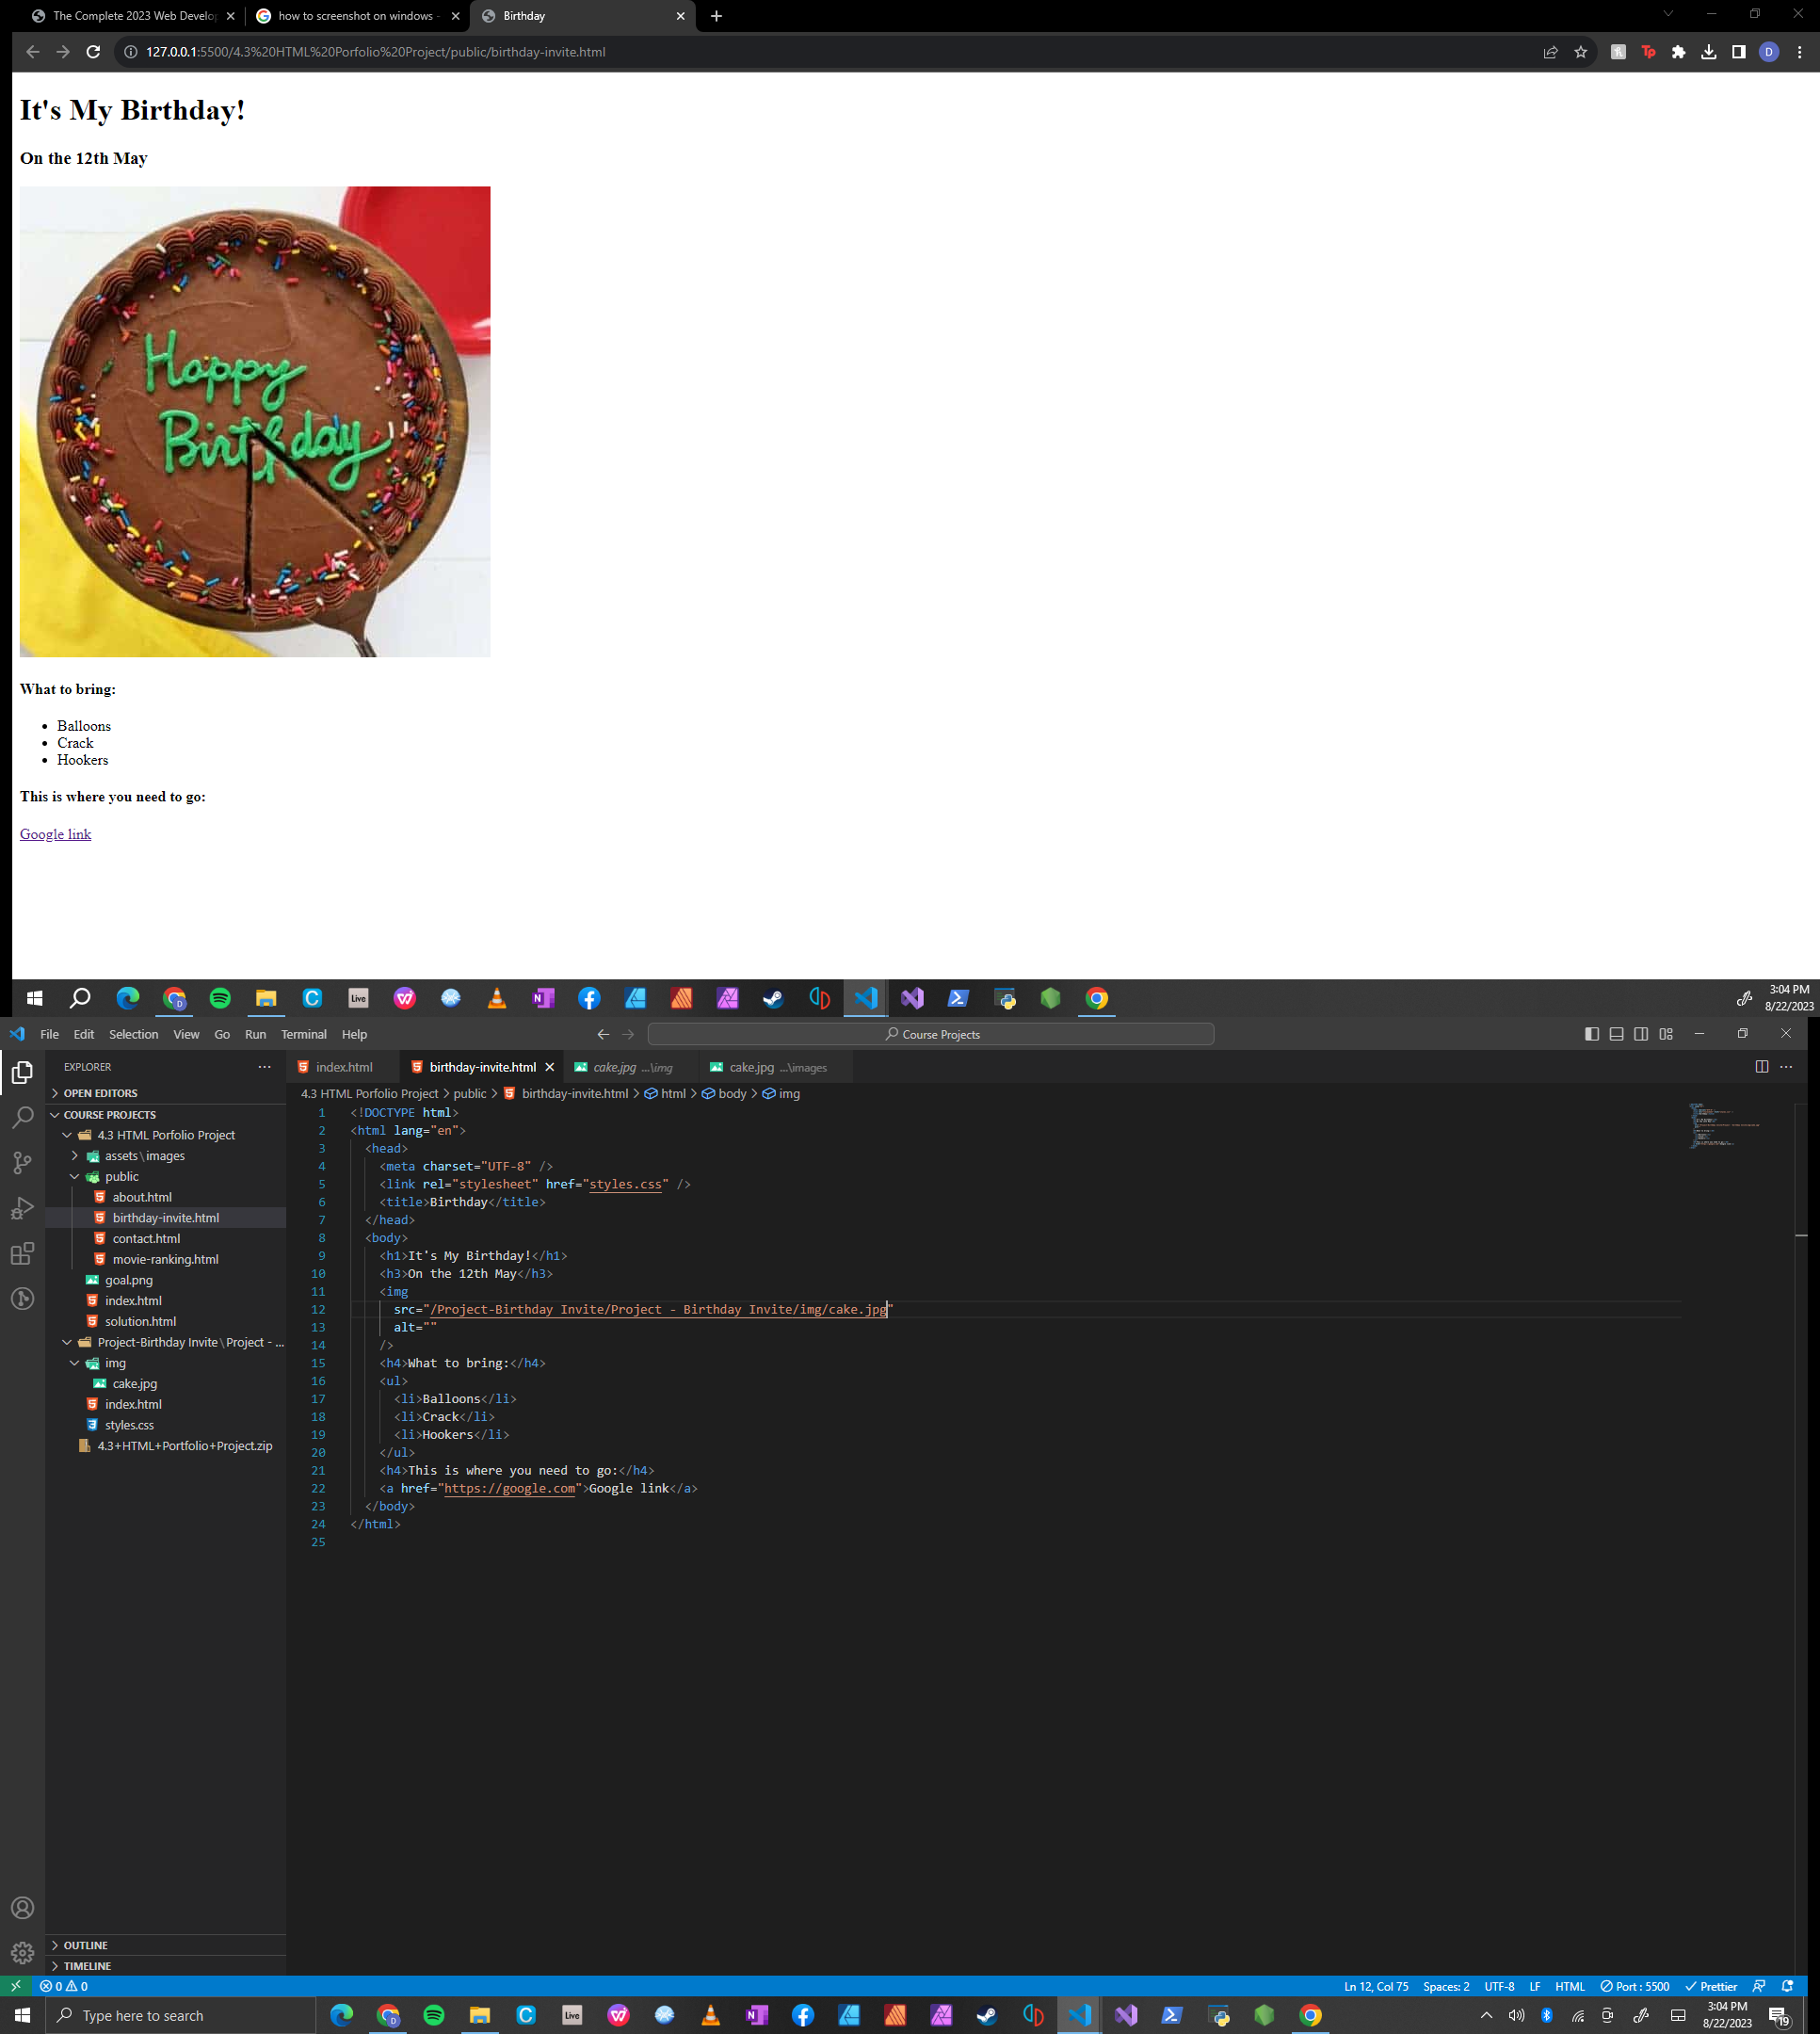 The Complete 2023 Web Develop
how to screenshot on windows -
Birthday
127.0.0.1:5500/4.3%20HTML%20Porfolio%20Project/public/birthday-invite.html
Tp
D
It's My Birthday!
On the 12th May
Happy
Birthday
What to bring:
Balloons
Crack
Hookers
This is where you need to go:
Google link
Live
3:04 PM
8/22/2023
File Edit Selection View Go Run Terminal Help
Course Projects
EXPLORER
OPEN EDITORS
COURSE PROJECTS
4.3 HTML Porfolio Project
assets\images
public
about.html
birthday-invite.html
contact.html
movie-ranking.html
goal.png
index.html
solution.html
Project-Birthday Invite\Project - ...
img
cake.jpg
index.html
styles.css
4.3+HTML+Portfolio+Project.zip
OUTLINE
TIMELINE
index.html
birthday-invite.html
cake.jpg ...\img
cake.jpg ...\images
4.3 HTML Porfolio Project > public > birthday-invite.html > html > body > img
1 <!DOCTYPE html>
2 <html lang="en">
3 <head>
4 <meta charset="UTF-8" />
5 <link rel="stylesheet" href="styles.css" />
6 <title>Birthday</title>
7 </head>
8 <body>
9 <h1>It's My Birthday!</h1>
10 <h3>On the 12th May</h3>
11 <img
12 src="/Project-Birthday Invite/Project - Birthday Invite/img/cake.jpg"
13 alt=""
14 />
15 <h4>What to bring:</h4>
16 <ul>
17 <li>Balloons</li>
18 <li>Crack</li>
19 <li>Hookers</li>
20 </ul>
21 <h4>This is where you need to go:</h4>
22 <a href="https://google.com">Google link</a>
23 </body>
24 </html>
25
0 0
Ln 12, Col 75 Spaces: 2 UTF-8 LF HTML Port : 5500 Prettier
Type here to search
Live
3:04 PM
8/22/2023
19